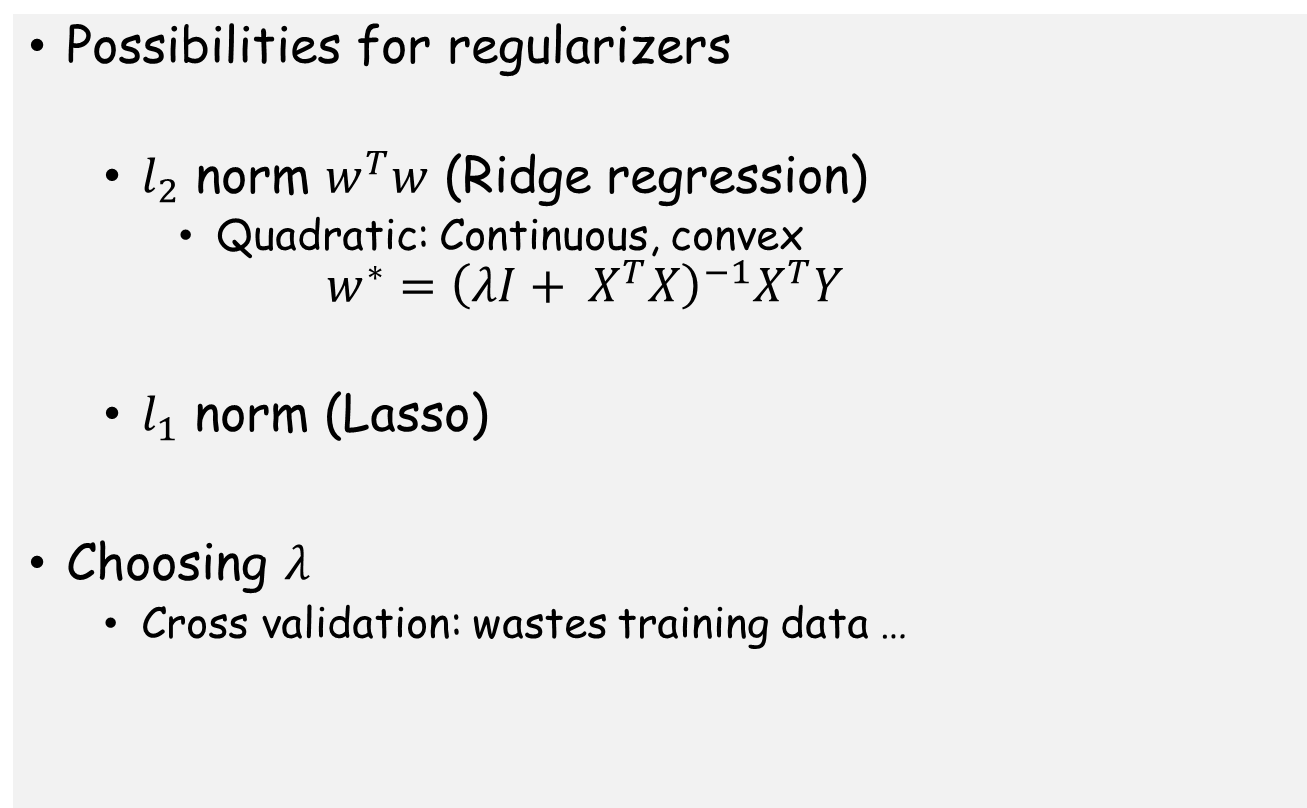 • Possibilities for regularizers
• l₂ norm wᵀw (Ridge regression)
• Quadratic: Continuous, convex
w* = (λI + XᵀX)⁻¹XᵀY
• l₁ norm (Lasso)
• Choosing λ
• Cross validation: wastes training data …